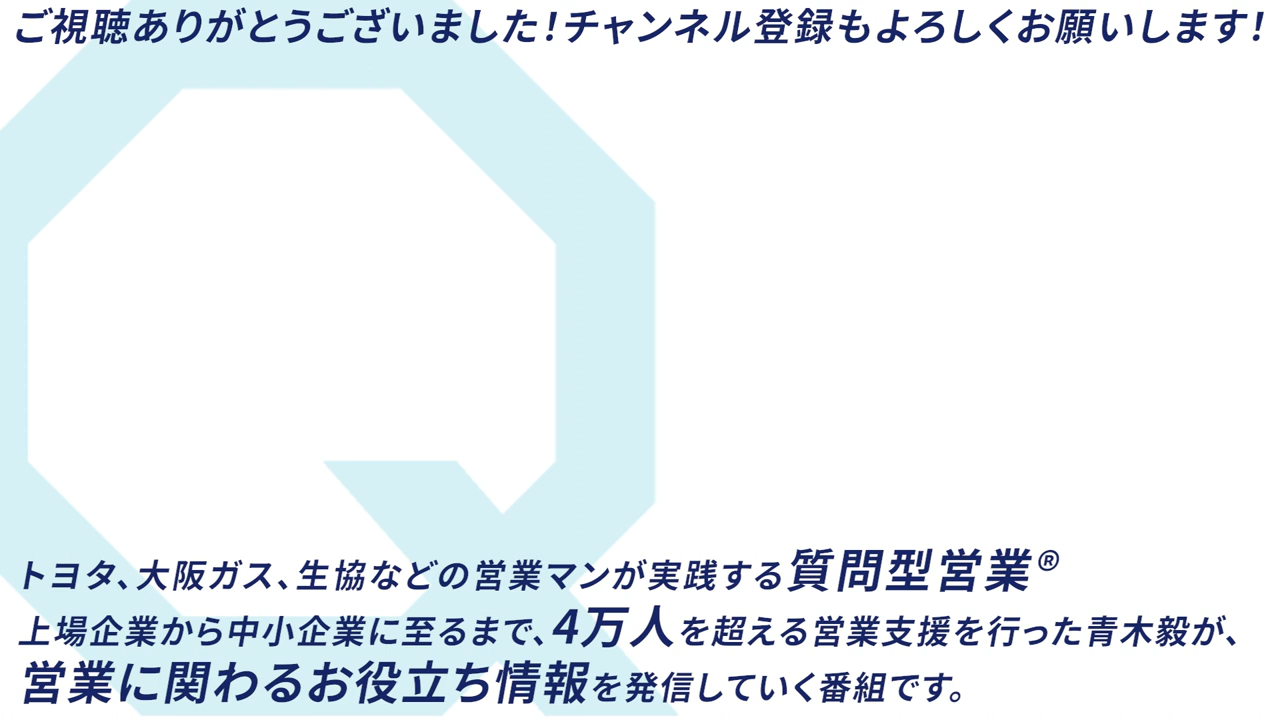 ご視聴ありがとうございました!チャンネル登録もよろしくお願いします!
トヨタ、大阪ガス、生協などの営業マンが実践する質問型営業®
上場企業から中小企業に至るまで、4万人を超える営業支援を行った青木毅が、
営業に関わるお役立ち情報を発信していく番組です。